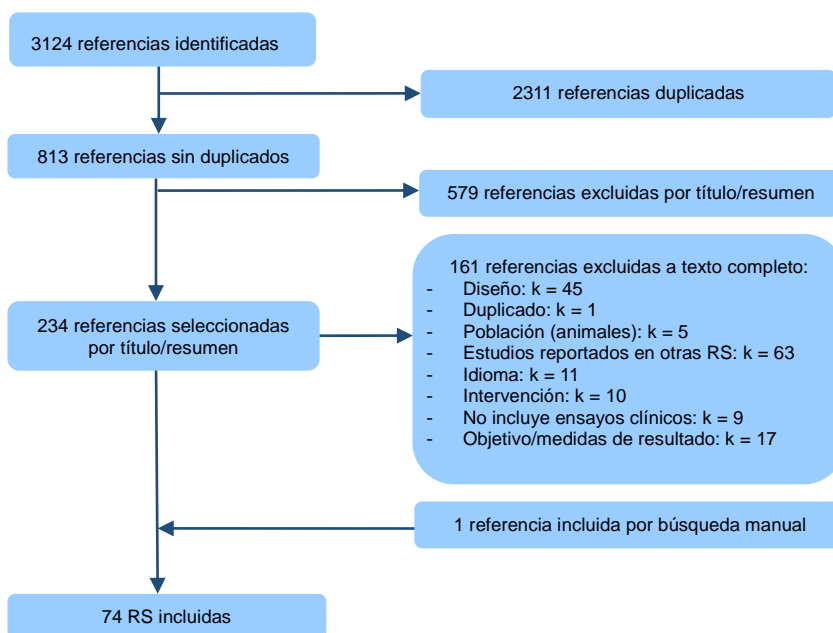 3124 referencias identificadas
2311 referencias duplicadas
813 referencias sin duplicados
579 referencias excluidas por título/resumen
161 referencias excluidas a texto completo:
- Diseño: k = 45
- Duplicado: k = 1
- Población (animales): k = 5
- Estudios reportados en otras RS: k = 63
- Idioma: k = 11
- Intervención: k = 10
- No incluye ensayos clínicos: k = 9
- Objetivo/medidas de resultado: k = 17
234 referencias seleccionadas
por título/resumen
1 referencia incluida por búsqueda manual
74 RS incluidas